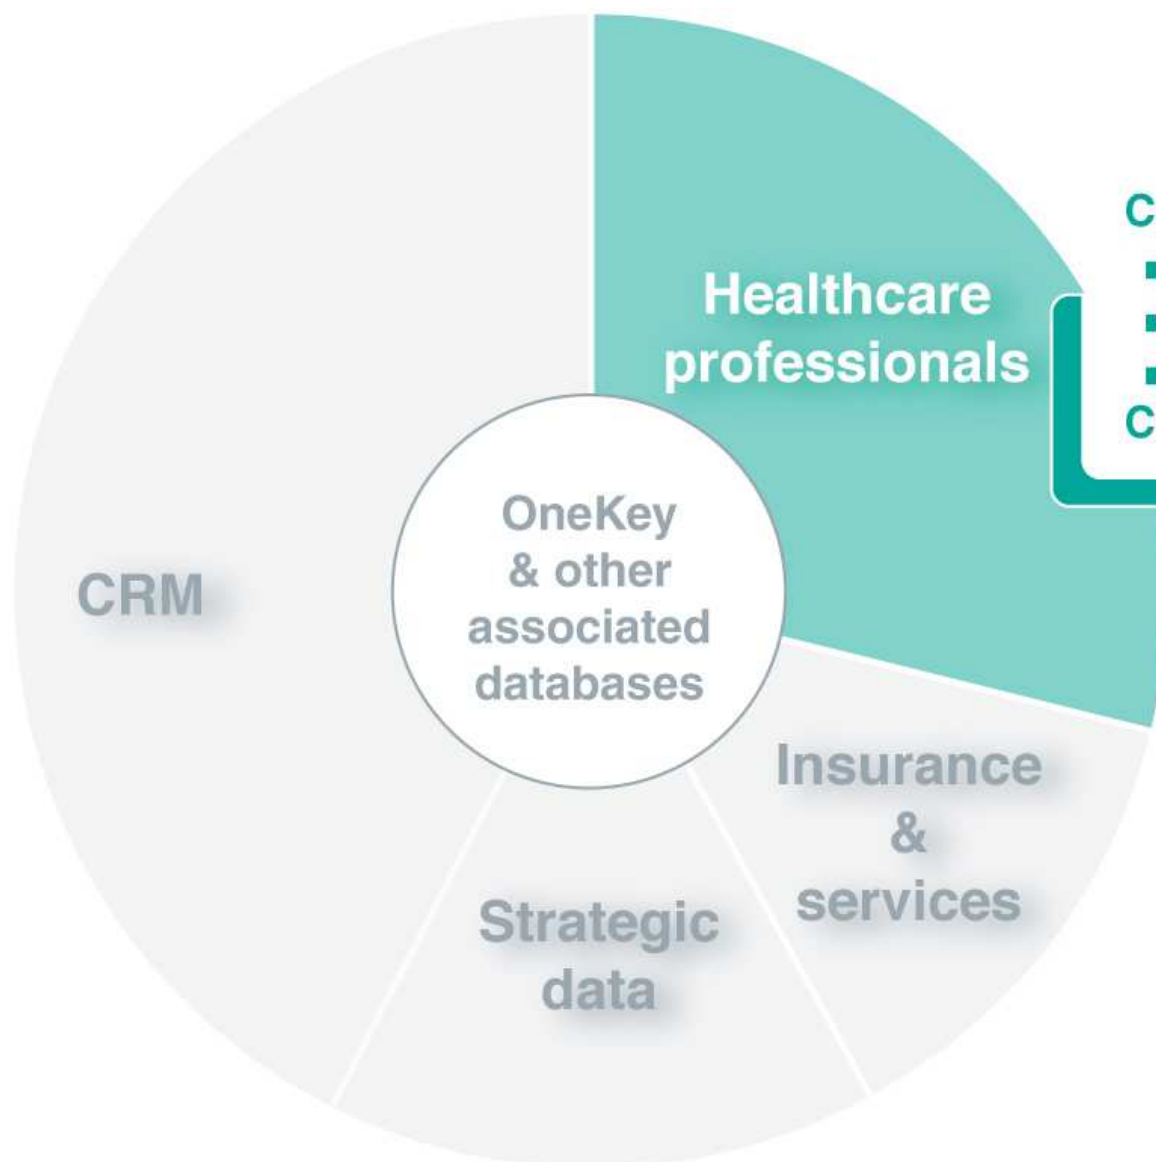 Healthcare
professionals
OneKey
& other
associated
databases
CRM
Insurance
&
services
Strategic
data